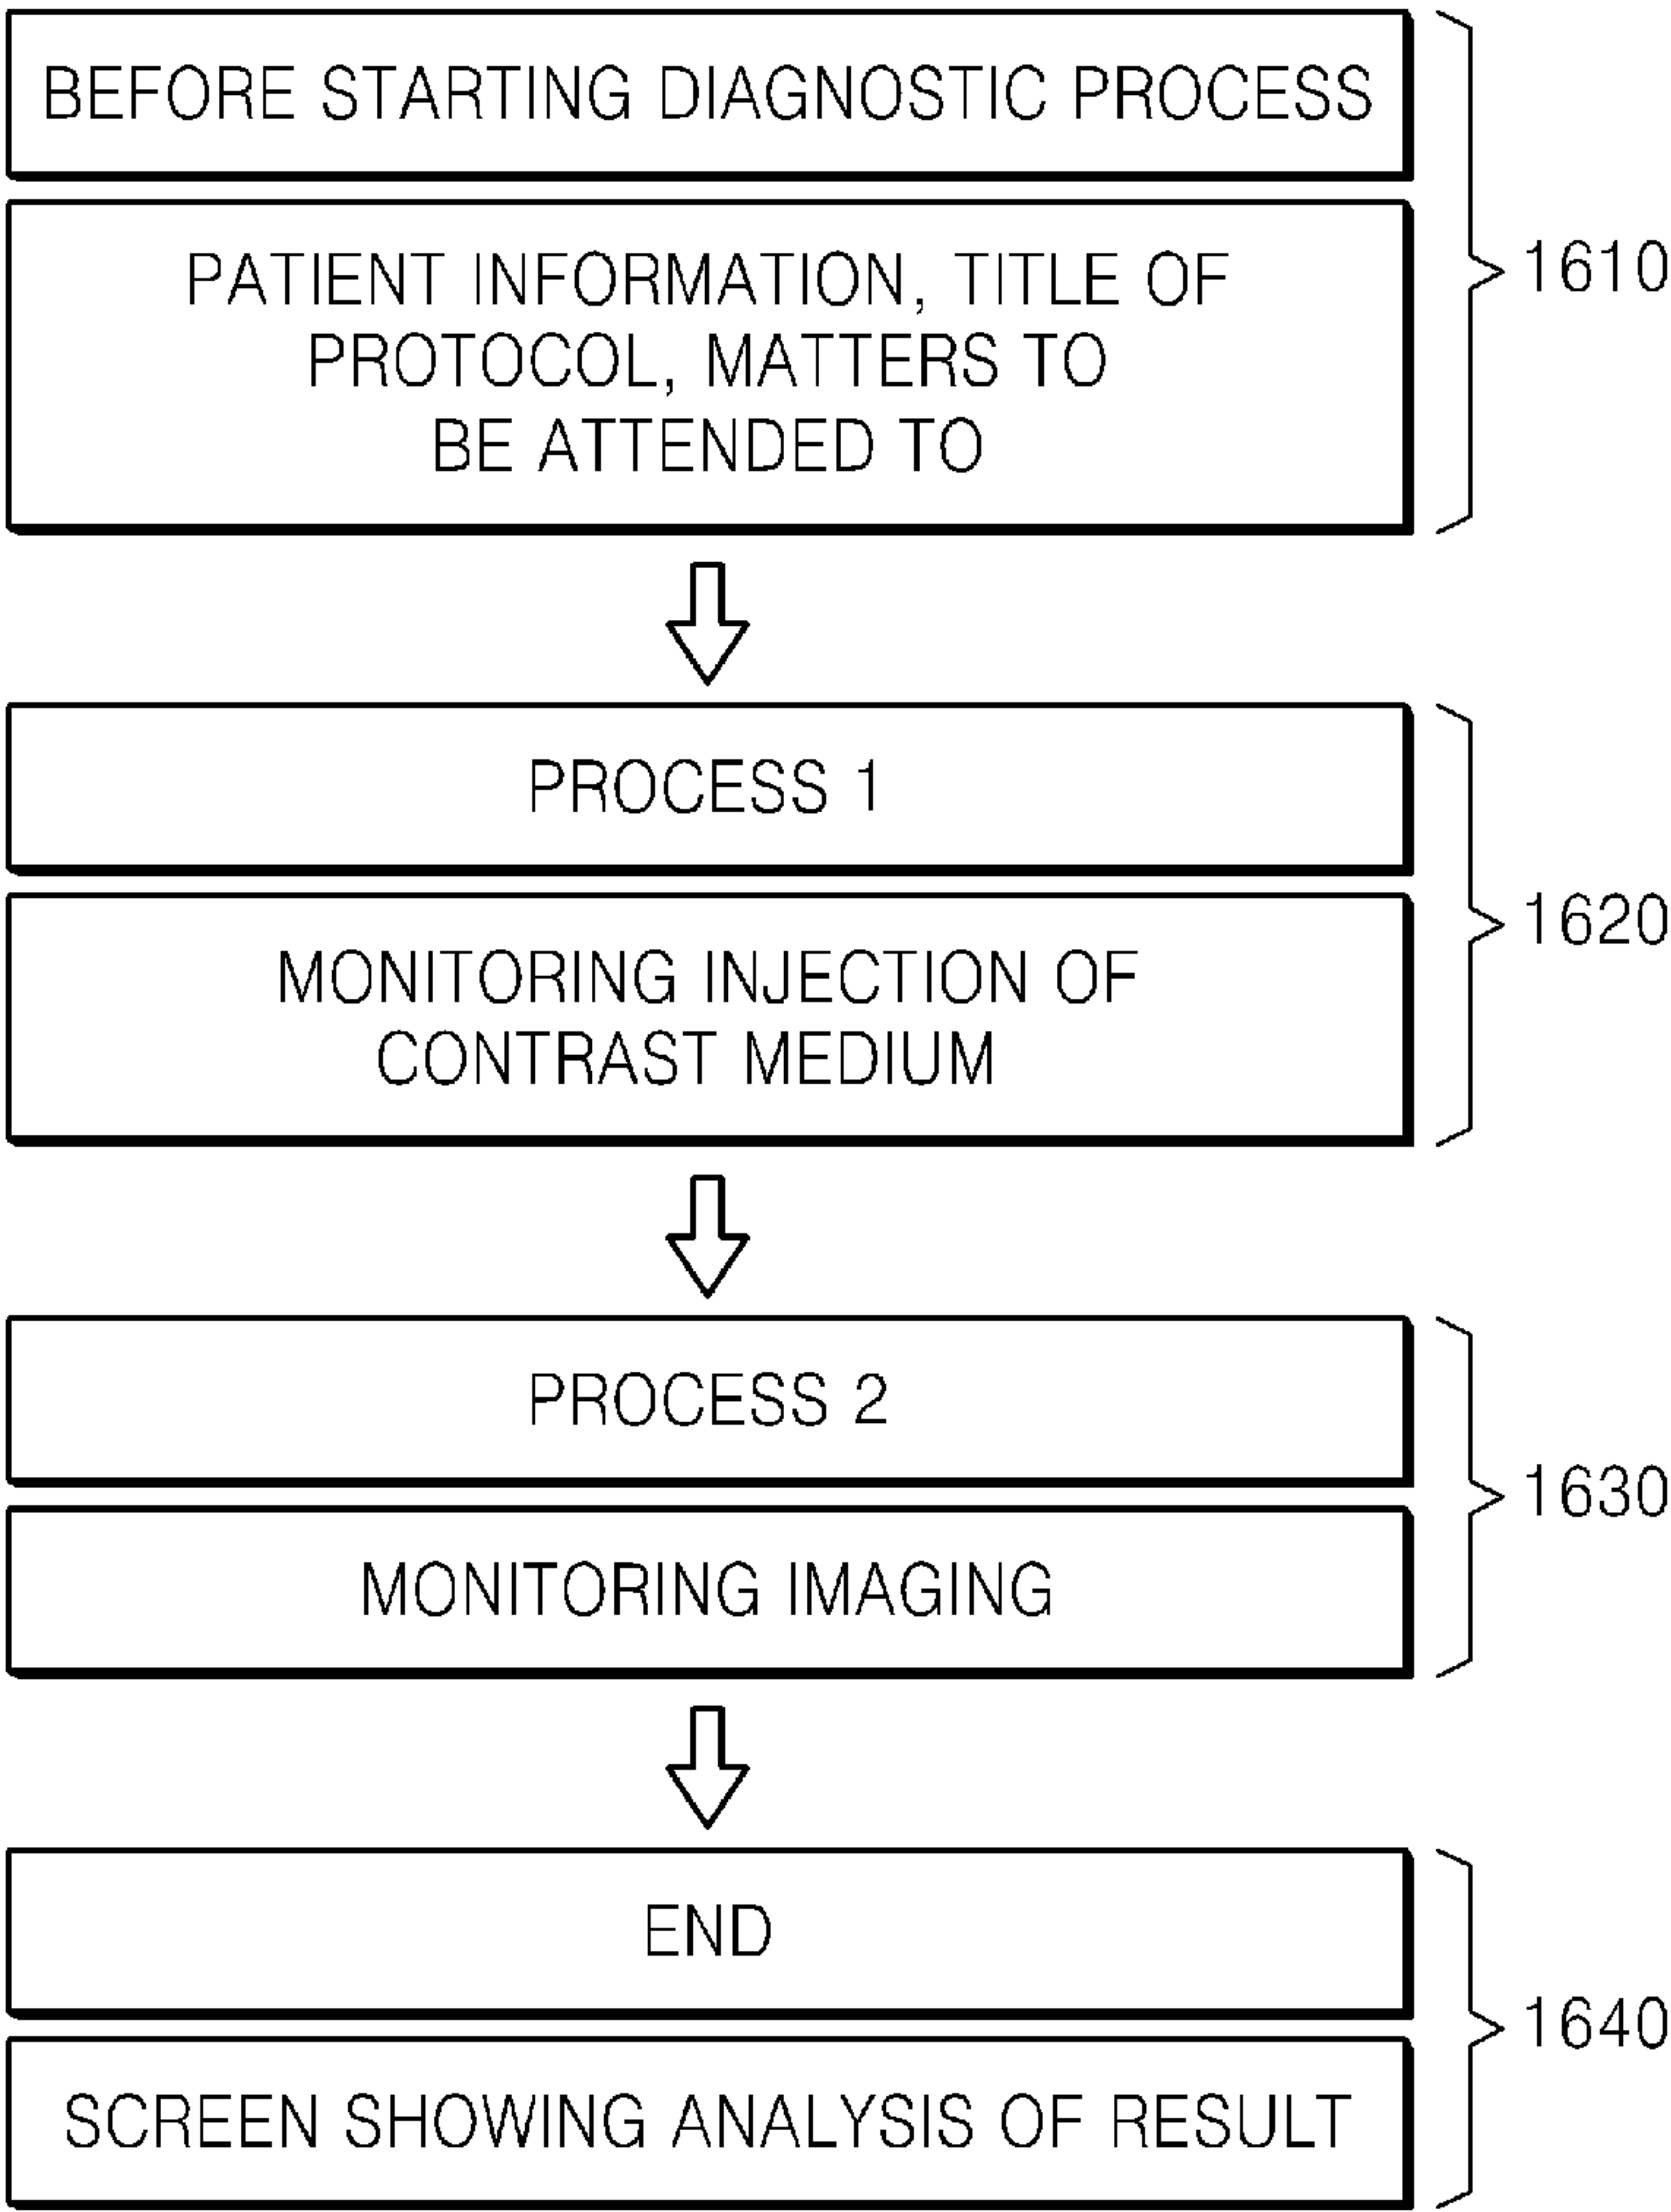 BEFORE STARTING DIAGNOSTIC PROCESS
PATIENT INFORMATION, TITLE OF
PROTOCOL, MATTERS TO
BE ATTENDED TO
1610
PROCESS 1
MONITORING INJECTION OF
CONTRAST MEDIUM
1620
PROCESS 2
MONITORING IMAGING
1630
END
SCREEN SHOWING ANALYSIS OF RESULT
1640